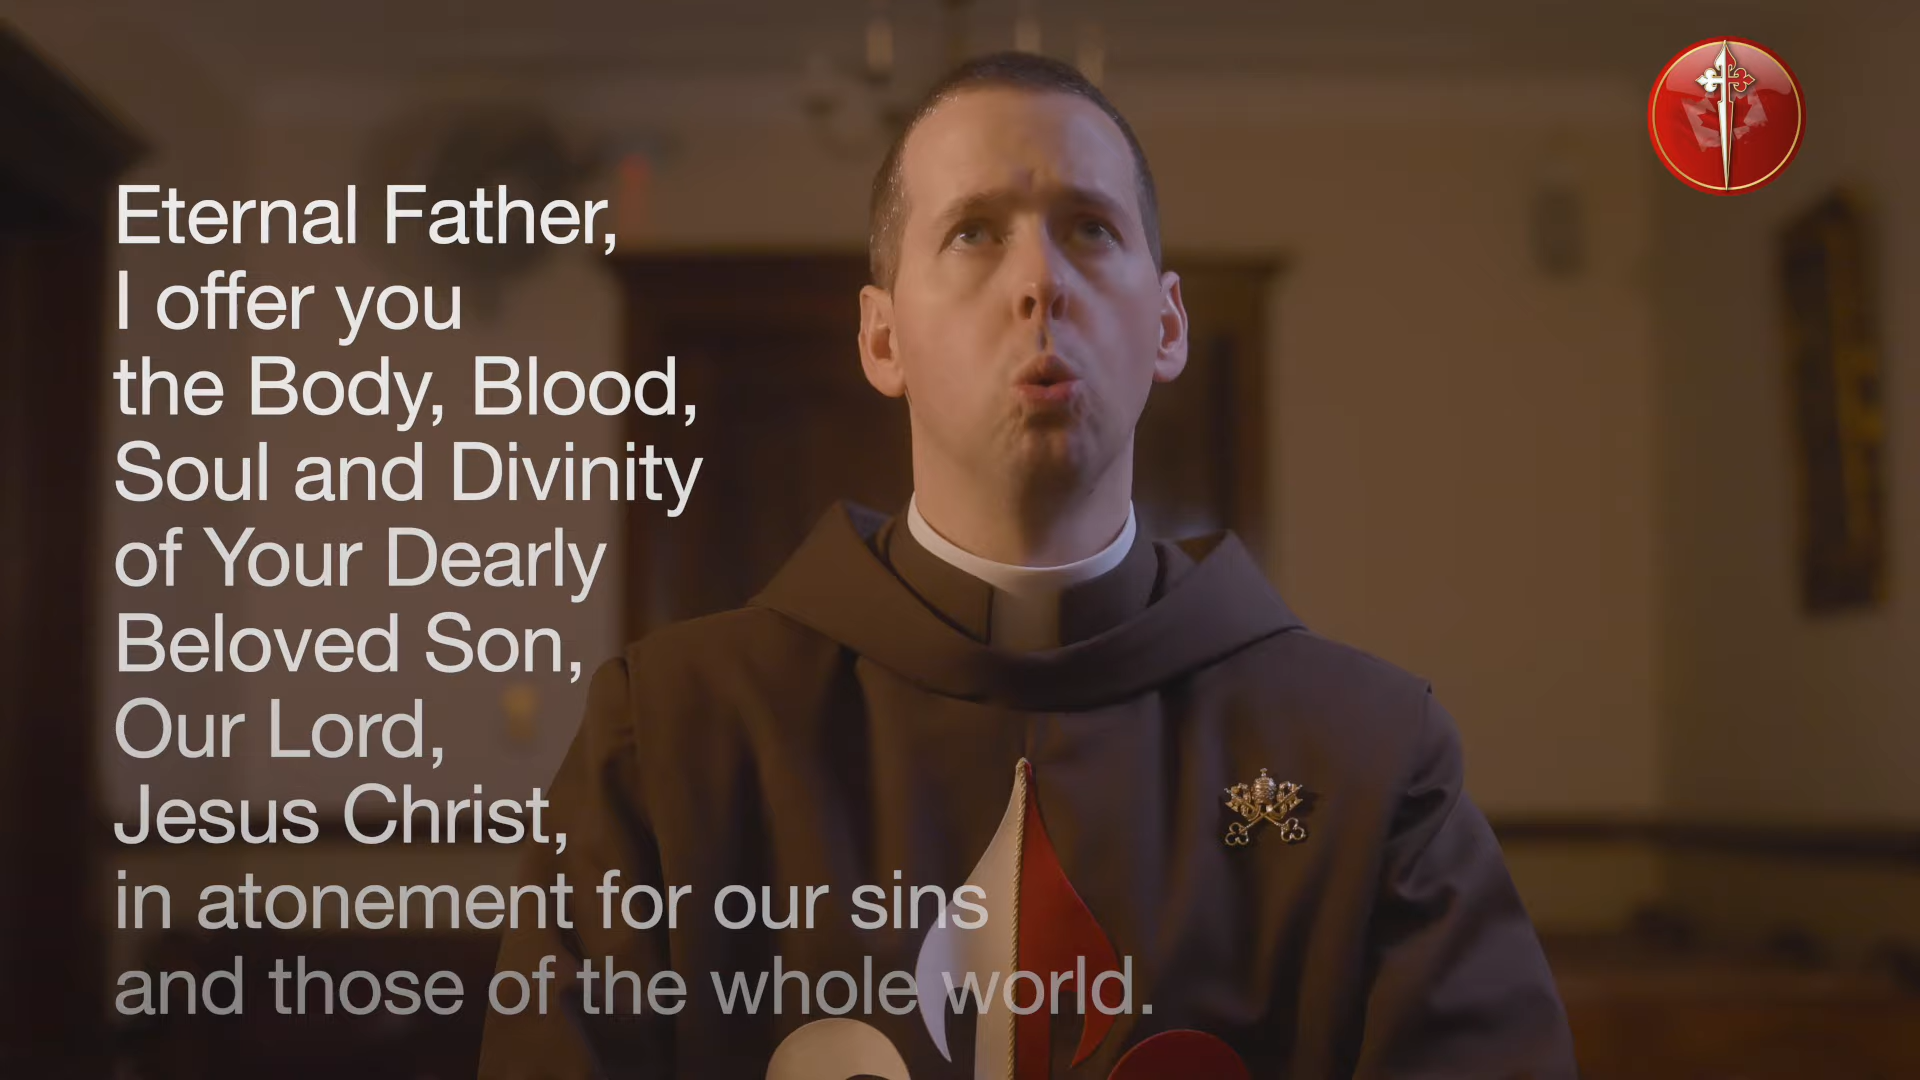 Eternal Father,
I offer you
the Body, Blood,
Soul and Divinity
of Your Dearly
Beloved Son,
Our Lord,
Jesus Christ,
in atonement for our sins
and those of the whole world.